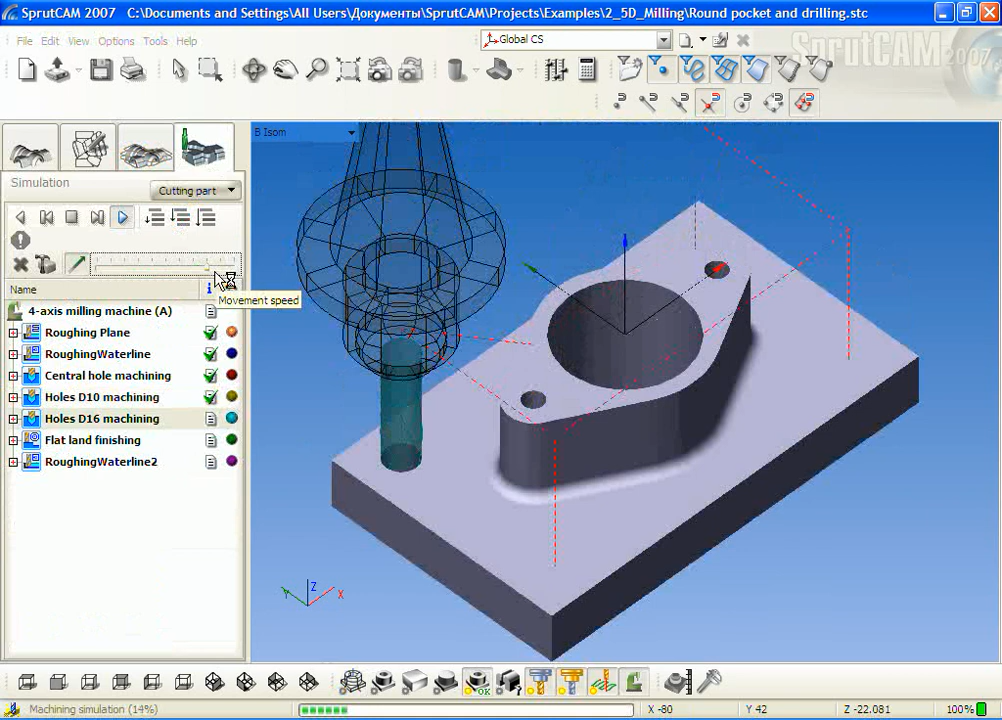 SprutCAM 2007 C:\Documents and Settings\All Users\Документы\SprutCAM\Projects\Examples\2_5D_Milling\Round pocket and drilling.stc
File Edit View Options Tools Help
Global CS
SprutCAM 2007
B Isom
Simulation
Cutting part
Name
Movement speed
4-axis milling machine (A)
Roughing Plane
RoughingWaterline
Central hole machining
Holes D10 machining
Holes D16 machining
Flat land finishing
RoughingWaterline2
Z
Y X
OK
Machining simulation (14%) X -80 Y 42 Z -22.081 100%